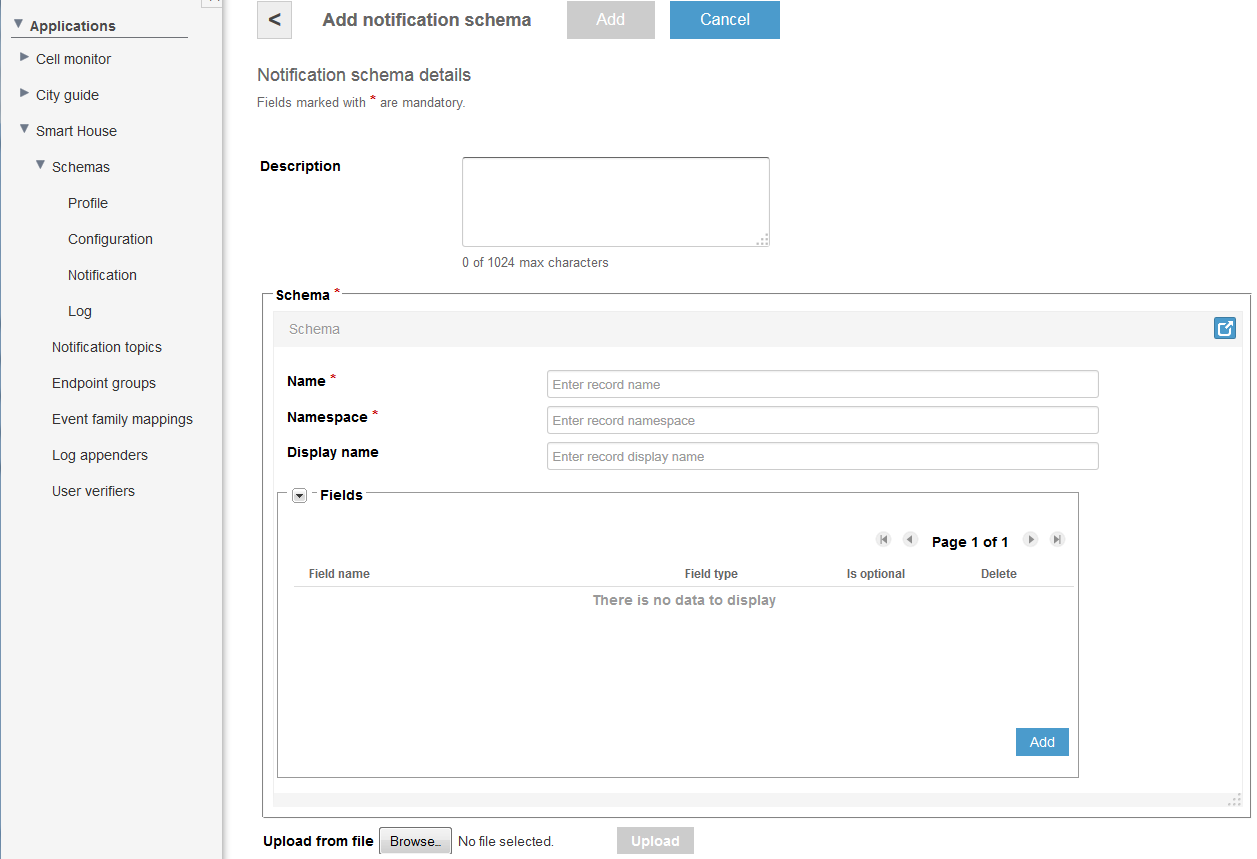 Applications
Cell monitor
City guide
Smart House
Schemas
Profile
Configuration
Notification
Log
Notification topics
Endpoint groups
Event family mappings
Log appenders
User verifiers
< Add notification schema Add Cancel
Notification schema details
Fields marked with * are mandatory.
Description
0 of 1024 max characters
Schema *
Schema
Name * Enter record name
Namespace * Enter record namespace
Display name Enter record display name
Fields
Page 1 of 1
Field name Field type Is optional Delete
There is no data to display
Add
Upload from file Browse... No file selected. Upload